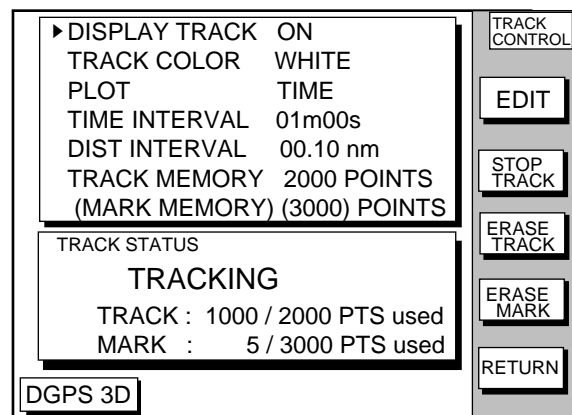 DISPLAY TRACK ON
TRACK COLOR WHITE
PLOT TIME
TIME INTERVAL 01m00s
DIST INTERVAL 00.10 nm
TRACK MEMORY 2000 POINTS
(MARK MEMORY) (3000) POINTS
TRACK STATUS
TRACKING
TRACK : 1000 / 2000 PTS used
MARK : 5 / 3000 PTS used
DGPS 3D
TRACK
CONTROL
EDIT
STOP
TRACK
ERASE
TRACK
ERASE
MARK
RETURN